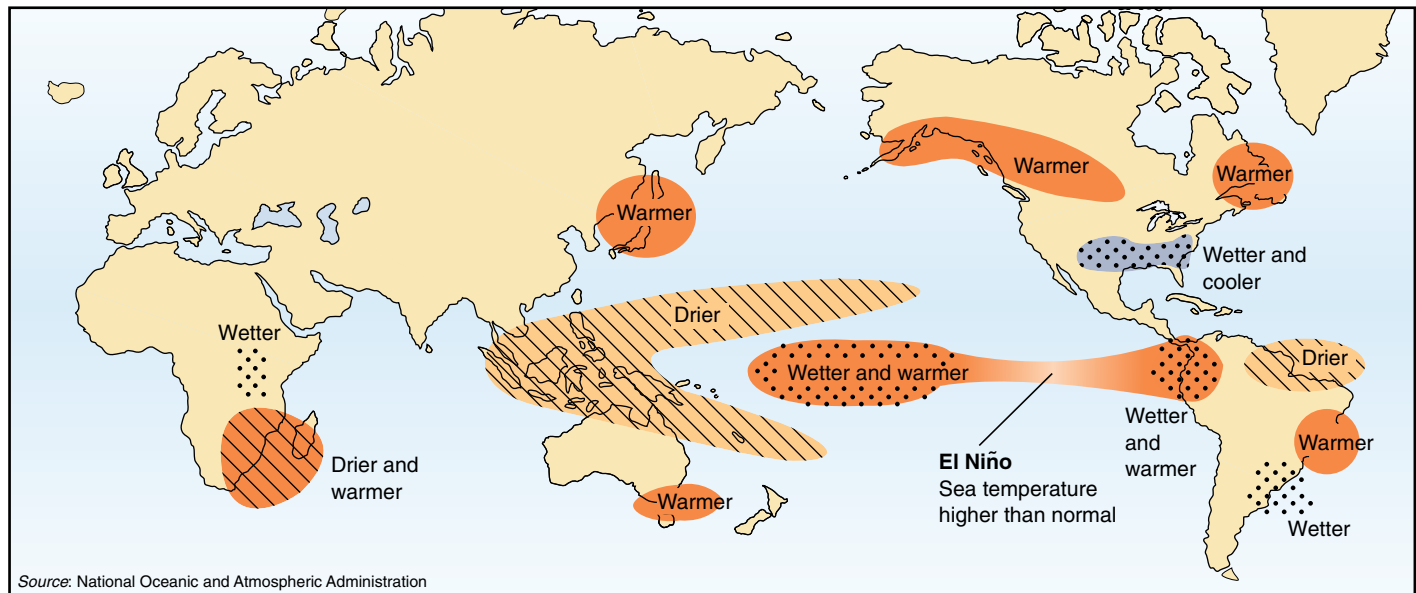 Warmer
Warmer
Warmer
Wetter and
cooler
Drier
Wetter
Wetter and warmer
Drier
Wetter
and
warmer
Drier and
warmer
El Niño
Sea temperature
higher than normal
Warmer
Warmer
Wetter
Source: National Oceanic and Atmospheric Administration